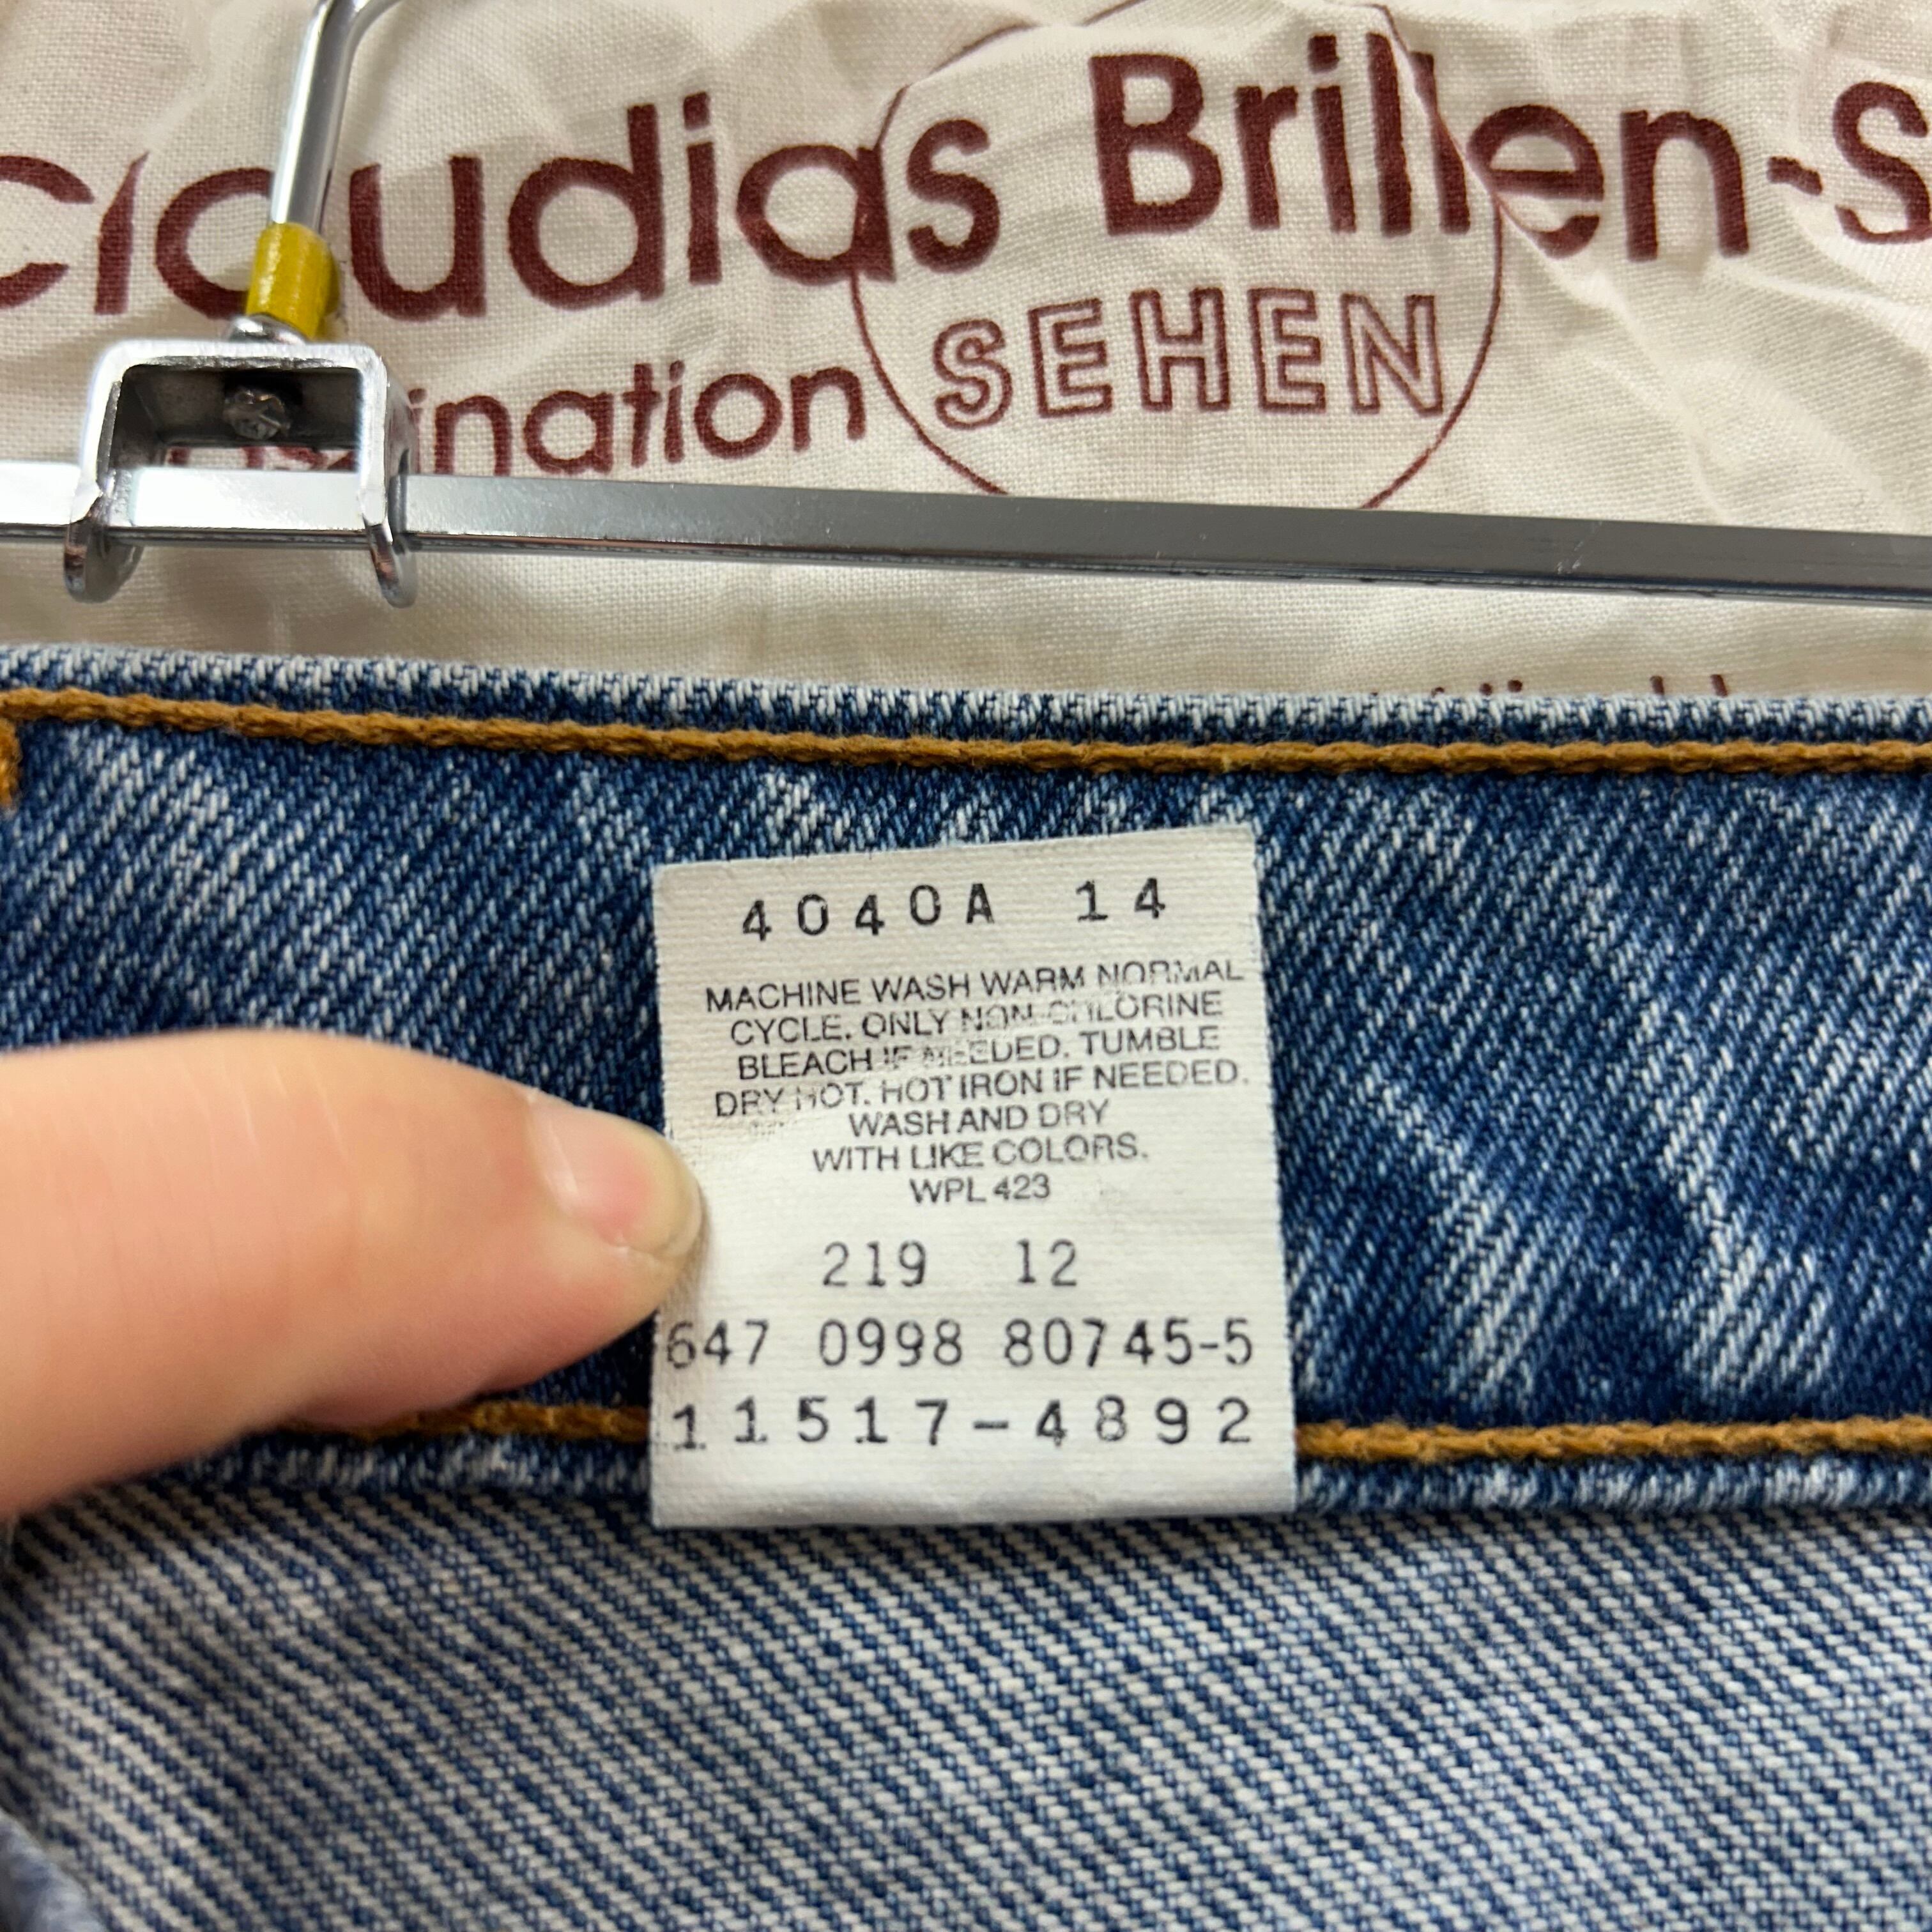 claudias Brillen-S
SEHEN
4040A 14
MACHINE WASH WARM NORMAL
CYCLE. ONLY NON-CHLORINE
BLEACH IF NEEDED. TUMBLE
DRY HOT. HOT IRON IF NEEDED.
WASH AND DRY
WITH LIKE COLORS.
WPL 423
219 12
647 0998 80745-5
11517-4892